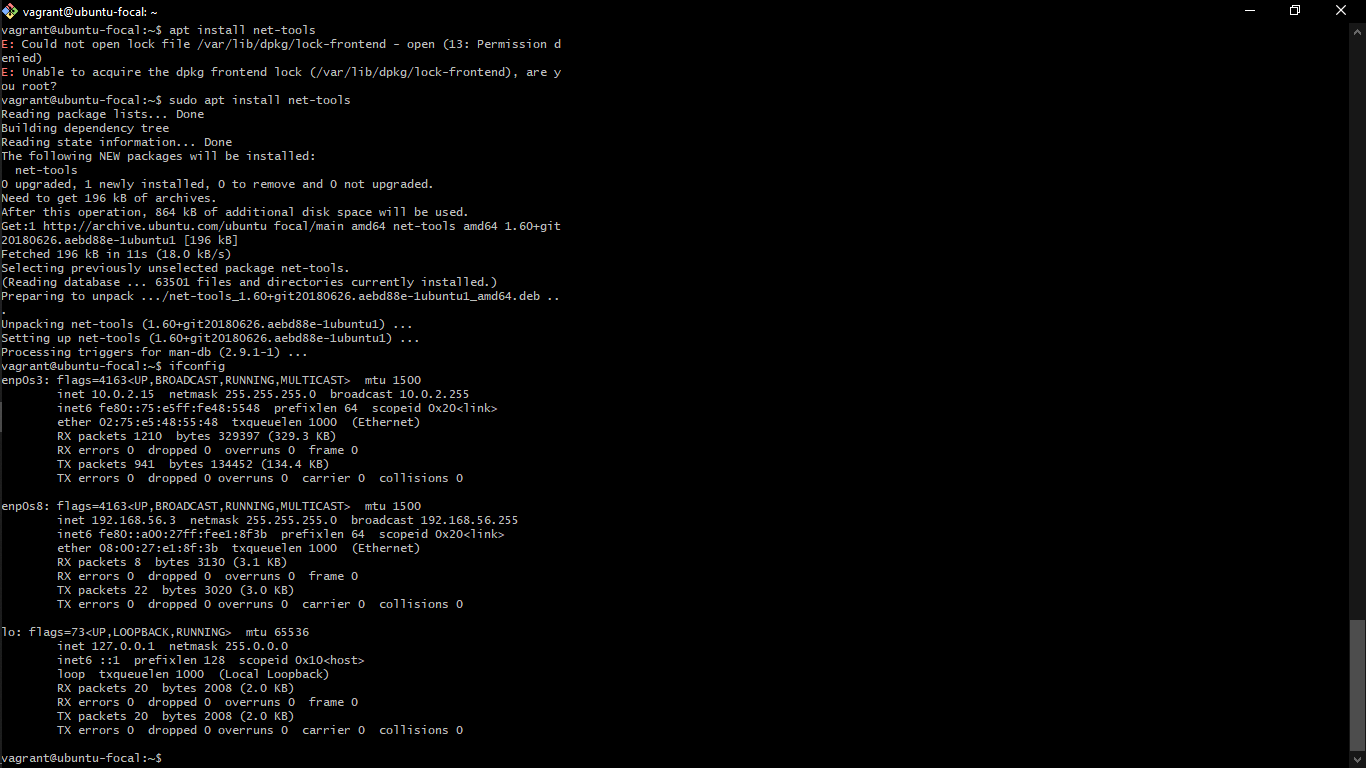 vagrant@ubuntu-focal: ~
vagrant@ubuntu-focal:~$ apt install net-tools
E: Could not open lock file /var/lib/dpkg/lock-frontend - open (13: Permission d
enied)
E: Unable to acquire the dpkg frontend lock (/var/lib/dpkg/lock-frontend), are y
ou root?
vagrant@ubuntu-focal:~$ sudo apt install net-tools
Reading package lists... Done
Building dependency tree
Reading state information... Done
The following NEW packages will be installed:
  net-tools
0 upgraded, 1 newly installed, 0 to remove and 0 not upgraded.
Need to get 196 kB of archives.
After this operation, 864 kB of additional disk space will be used.
Get:1 http://archive.ubuntu.com/ubuntu focal/main amd64 net-tools amd64 1.60+git
20180626.aebd88e-1ubuntu1 [196 kB]
Fetched 196 kB in 11s (18.0 kB/s)
Selecting previously unselected package net-tools.
(Reading database ... 63501 files and directories currently installed.)
Preparing to unpack .../net-tools_1.60+git20180626.aebd88e-1ubuntu1_amd64.deb ..
.
Unpacking net-tools (1.60+git20180626.aebd88e-1ubuntu1) ...
Setting up net-tools (1.60+git20180626.aebd88e-1ubuntu1) ...
Processing triggers for man-db (2.9.1-1) ...
vagrant@ubuntu-focal:~$ ifconfig
enp0s3: flags=4163<UP,BROADCAST,RUNNING,MULTICAST>  mtu 1500
        inet 10.0.2.15  netmask 255.255.255.0  broadcast 10.0.2.255
        inet6 fe80::75:e5ff:fe48:5548  prefixlen 64  scopeid 0x20<link>
        ether 02:75:e5:48:55:48  txqueuelen 1000  (Ethernet)
        RX packets 1210  bytes 329397 (329.3 KB)
        RX errors 0  dropped 0  overruns 0  frame 0
        TX packets 941  bytes 134452 (134.4 KB)
        TX errors 0  dropped 0 overruns 0  carrier 0  collisions 0

enp0s8: flags=4163<UP,BROADCAST,RUNNING,MULTICAST>  mtu 1500
        inet 192.168.56.3  netmask 255.255.255.0  broadcast 192.168.56.255
        inet6 fe80::a00:27ff:fee1:8f3b  prefixlen 64  scopeid 0x20<link>
        ether 08:00:27:e1:8f:3b  txqueuelen 1000  (Ethernet)
        RX packets 8  bytes 3130 (3.1 KB)
        RX errors 0  dropped 0  overruns 0  frame 0
        TX packets 22  bytes 3020 (3.0 KB)
        TX errors 0  dropped 0 overruns 0  carrier 0  collisions 0

lo: flags=73<UP,LOOPBACK,RUNNING>  mtu 65536
        inet 127.0.0.1  netmask 255.0.0.0
        inet6 ::1  prefixlen 128  scopeid 0x10<host>
        loop  txqueuelen 1000  (Local Loopback)
        RX packets 20  bytes 2008 (2.0 KB)
        RX errors 0  dropped 0  overruns 0  frame 0
        TX packets 20  bytes 2008 (2.0 KB)
        TX errors 0  dropped 0 overruns 0  carrier 0  collisions 0

vagrant@ubuntu-focal:~$